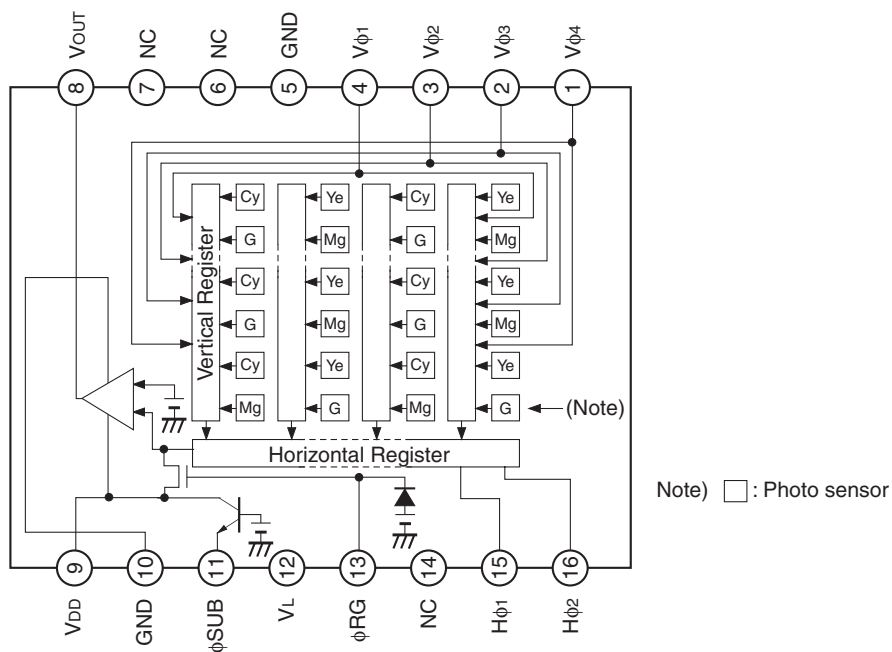 VOUT NC NC GND Vϕ1 Vϕ2 Vϕ3 Vϕ4
8 7 6 5 4 3 2 1
Vertical Register
Cy Ye Cy Ye
G Mg G Mg
Cy Ye Cy Ye
G Mg G Mg
Cy Ye Cy Ye
Mg G Mg G (Note)
Horizontal Register
Note) : Photo sensor
9 10 11 12 13 14 15 16
VDD GND ϕSUB VL ϕRG NC Hϕ1 Hϕ2